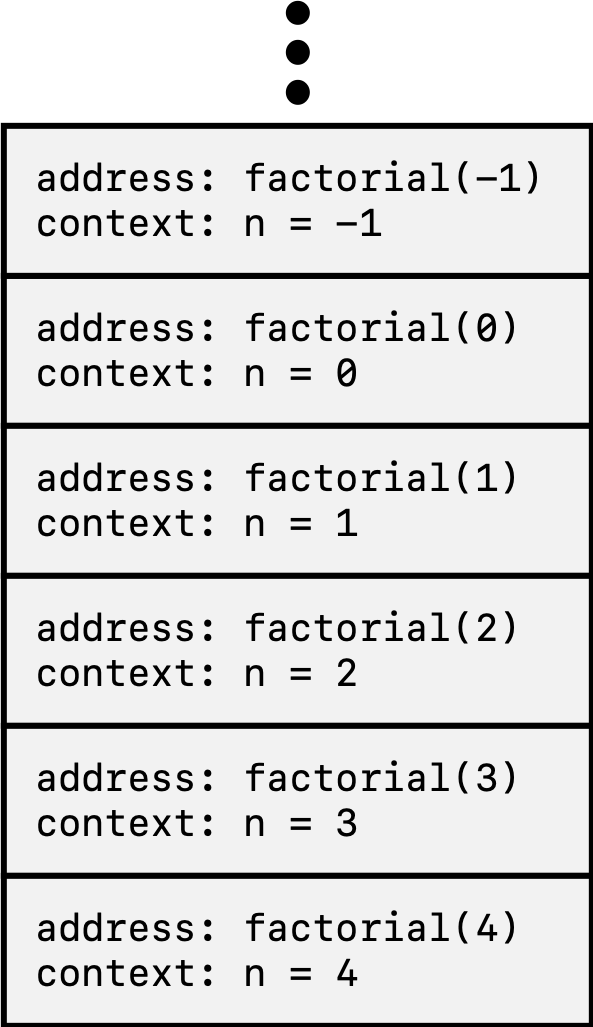 address: factorial(-1)
context: n = -1
address: factorial(0)
context: n = 0
address: factorial(1)
context: n = 1
address: factorial(2)
context: n = 2
address: factorial(3)
context: n = 3
address: factorial(4)
context: n = 4